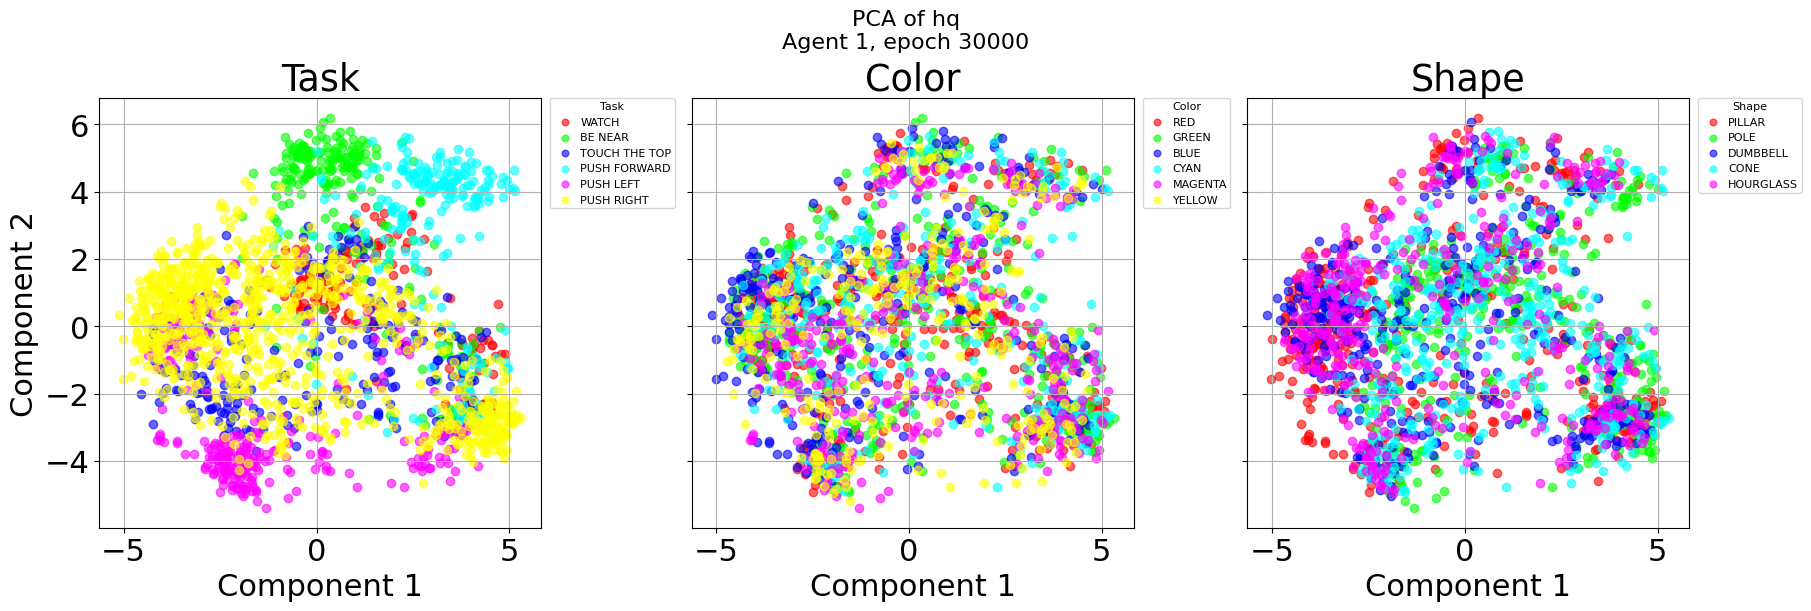 PCA of hq
Agent 1, epoch 30000
Task
Component 2
6
4
2
0
−2
−4
−5
0
5
Component 1
Task
WATCH
BE NEAR
TOUCH THE TOP
PUSH FORWARD
PUSH LEFT
PUSH RIGHT
Color
−5
0
5
Component 1
Color
RED
GREEN
BLUE
CYAN
MAGENTA
YELLOW
Shape
−5
0
5
Component 1
Shape
PILLAR
POLE
DUMBBELL
CONE
HOURGLASS